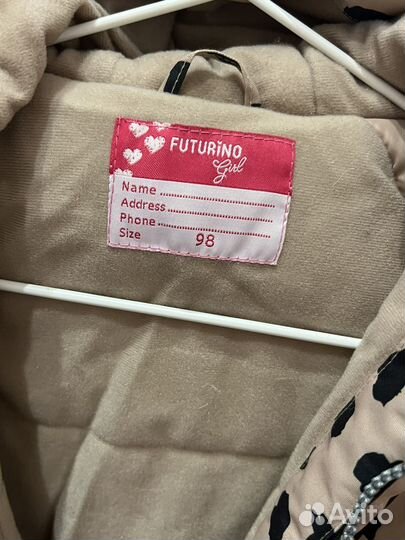 FUTURiNO
Girl
Name ....................
Address ................
Phone ...................
Size 98
Avito